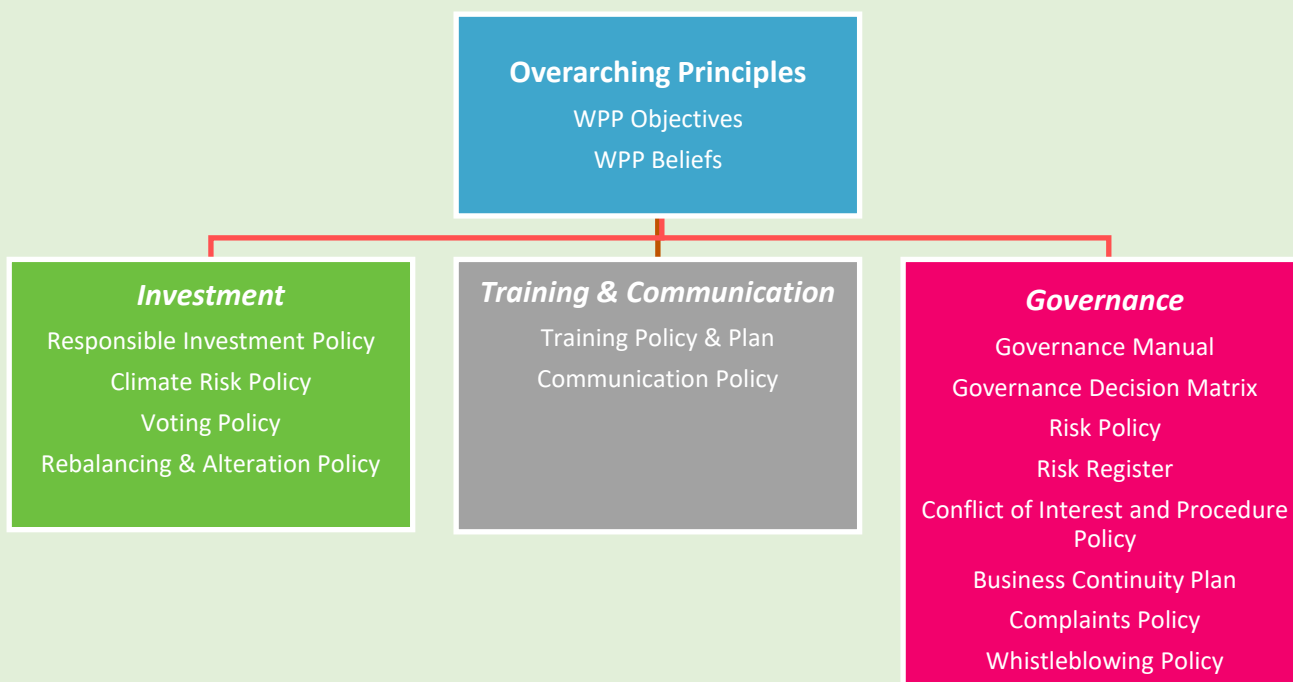 Overarching Principles
WPP Objectives
WPP Beliefs
Investment
Responsible Investment Policy
Climate Risk Policy
Voting Policy
Rebalancing & Alteration Policy
Training & Communication
Training Policy & Plan
Communication Policy
Governance
Governance Manual
Governance Decision Matrix
Risk Policy
Risk Register
Conflict of Interest and Procedure
Policy
Business Continuity Plan
Complaints Policy
Whistleblowing Policy